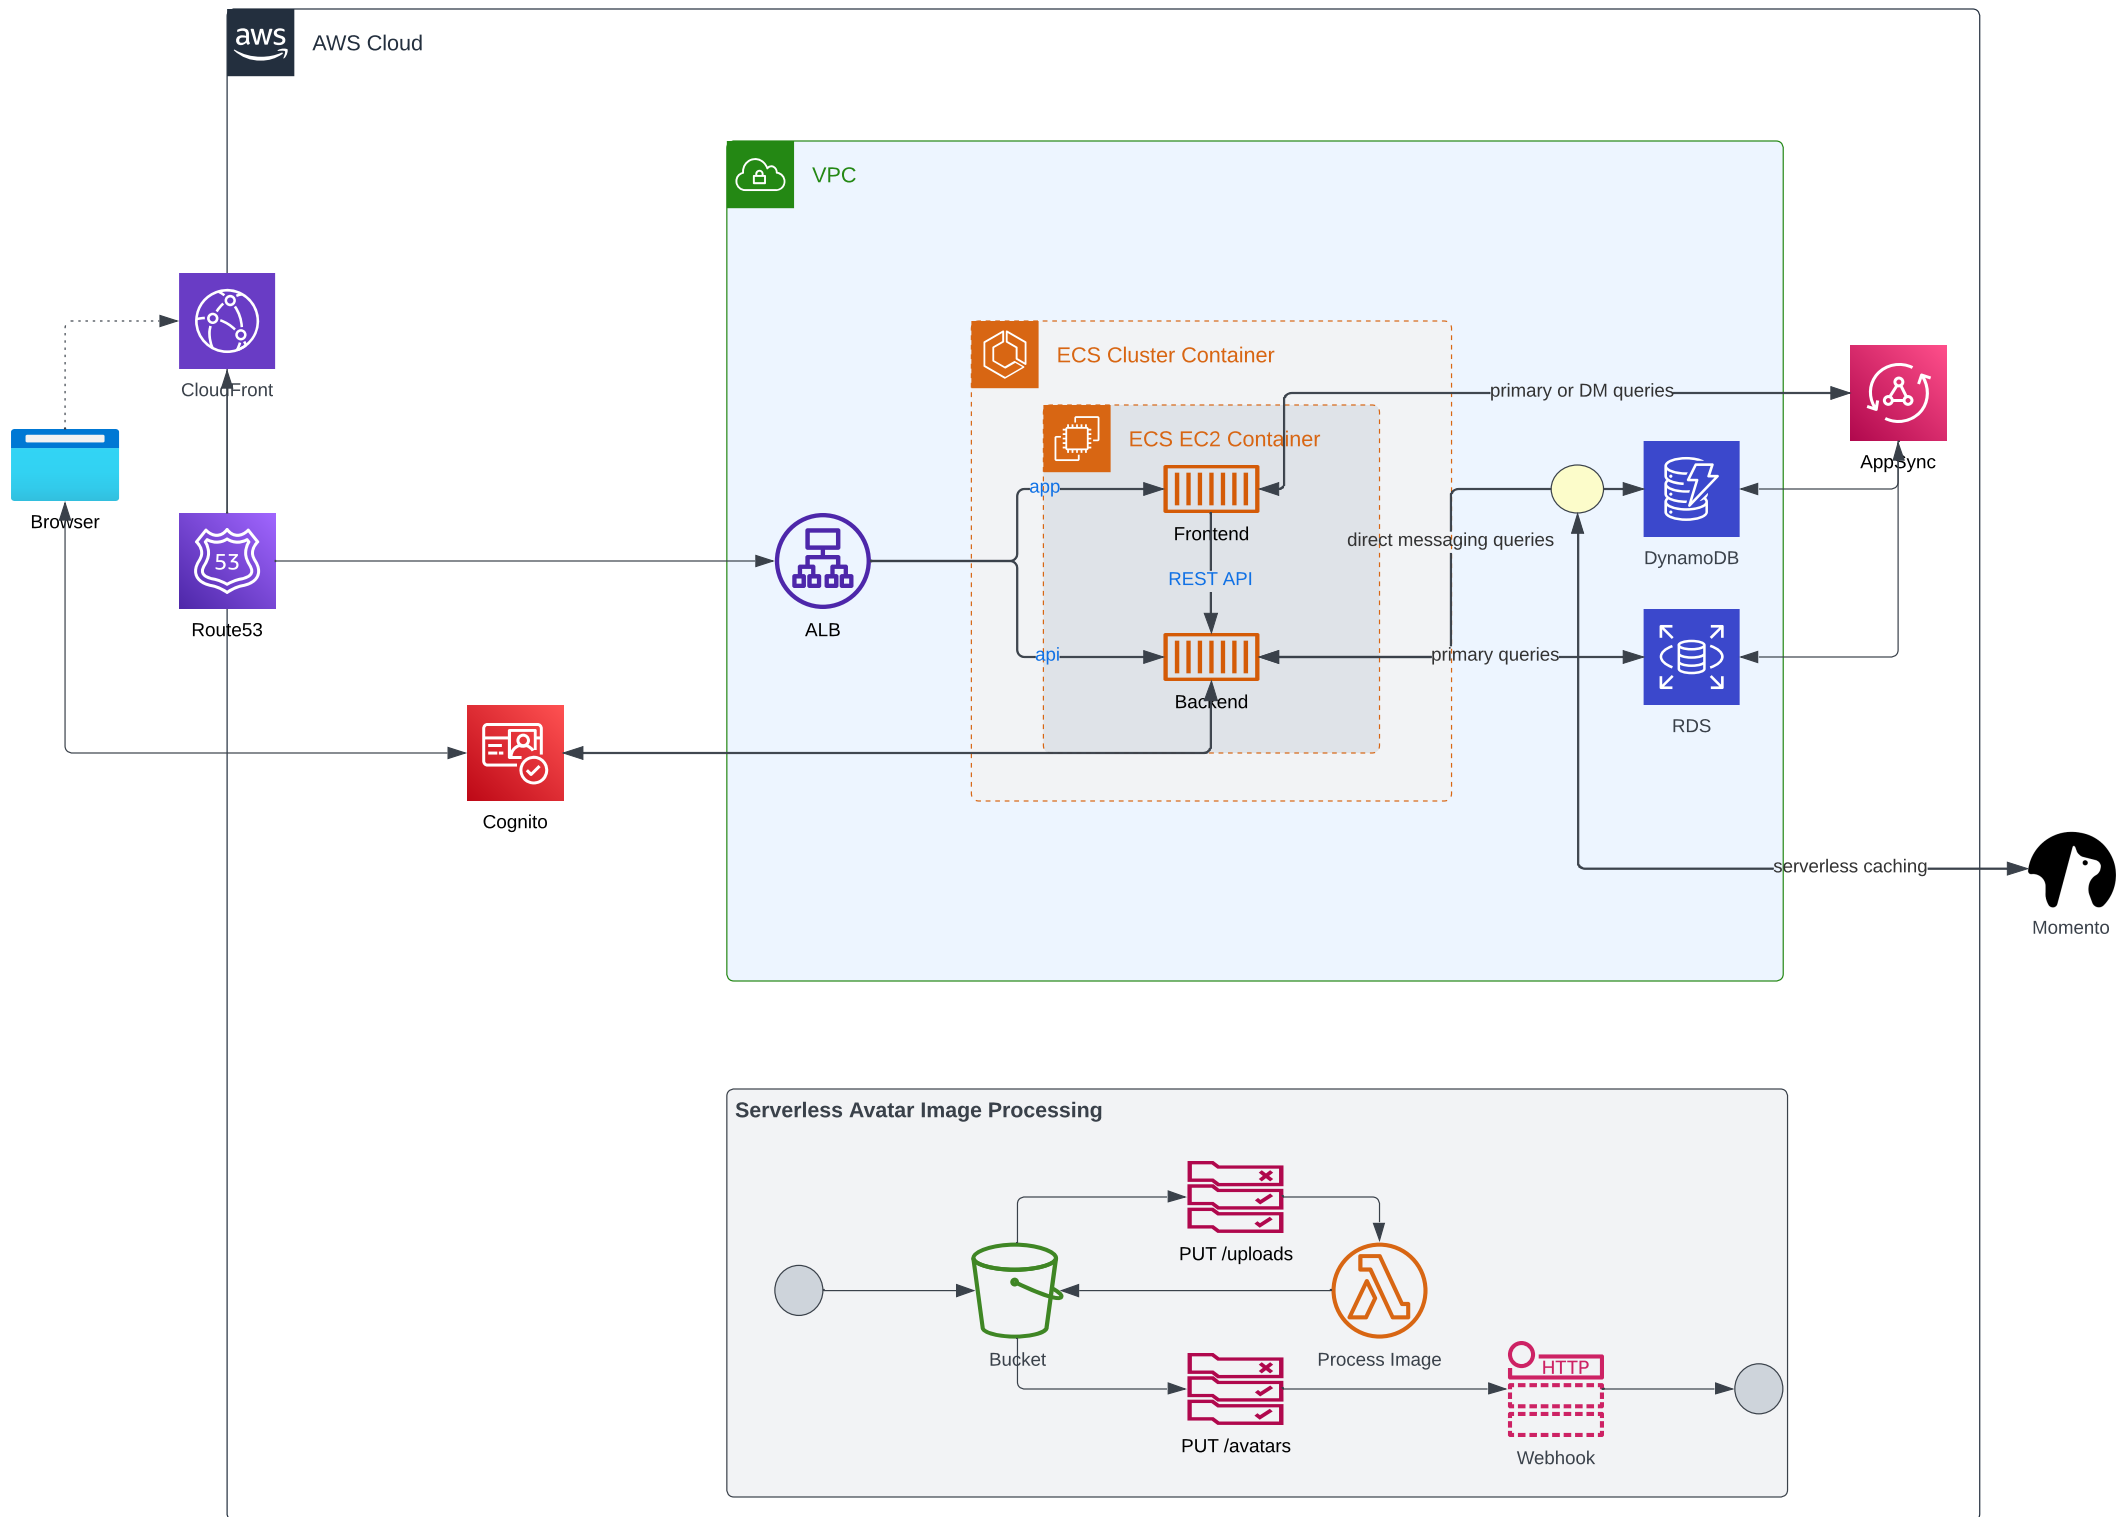 aws
AWS Cloud
VPC
CloudFront
ECS Cluster Container
primary or DM queries
ECS EC2 Container
AppSync
app
Browser
Frontend
direct messaging queries
DynamoDB
53
REST API
Route53
ALB
api
primary queries
Backend
RDS
Cognito
serverless caching
Momento
Serverless Avatar Image Processing
PUT /uploads
Bucket
Process Image
HTTP
PUT /avatars
Webhook